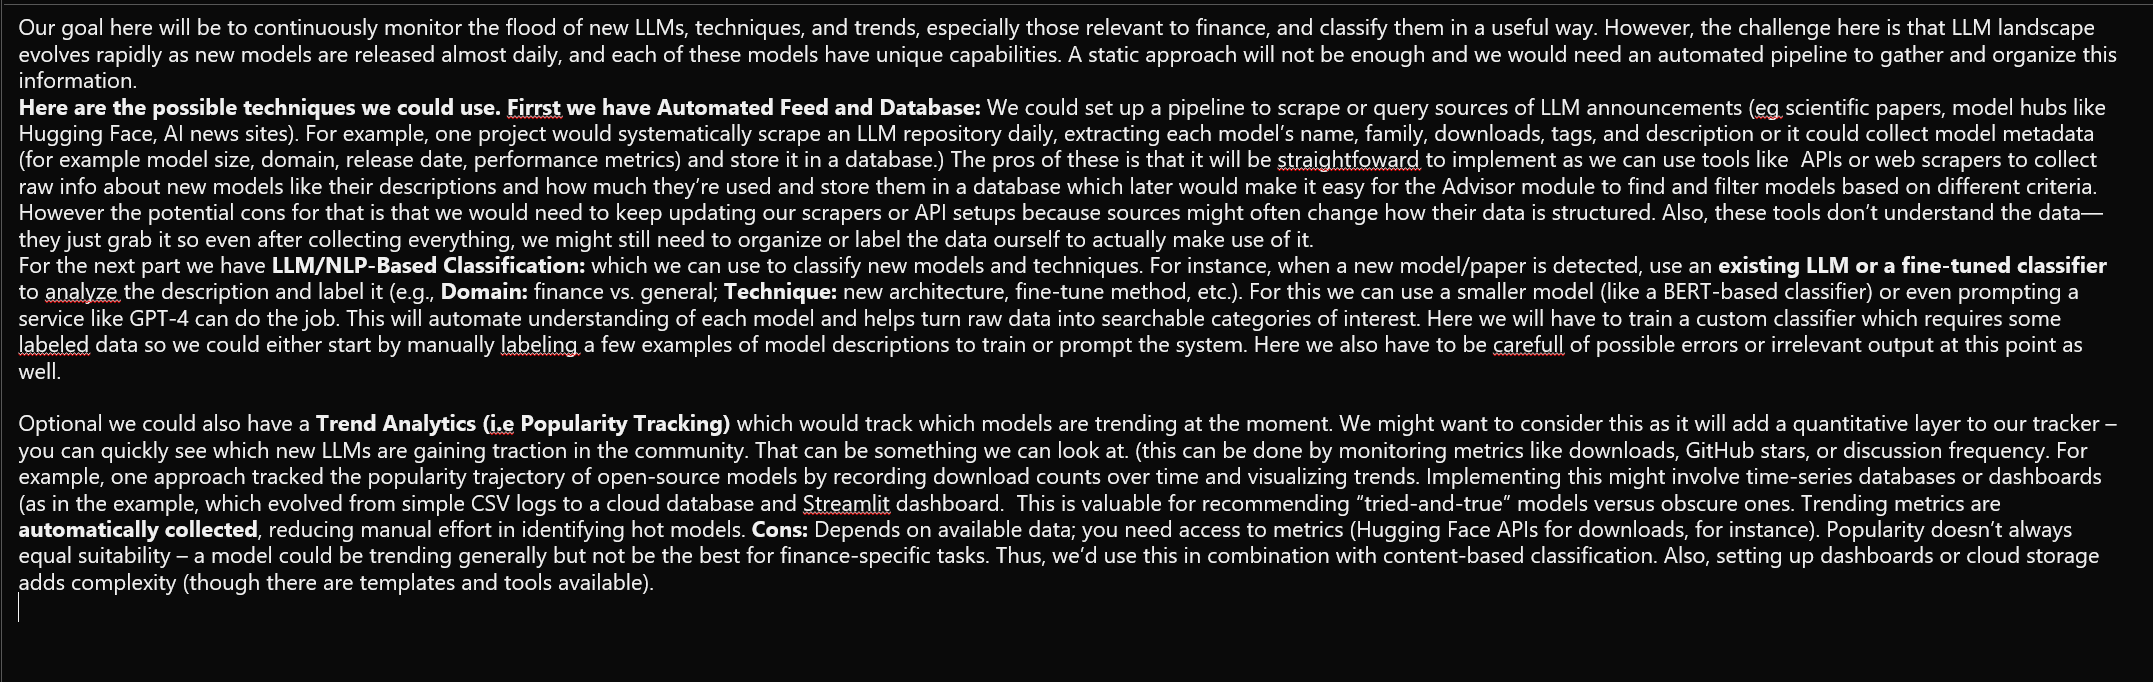 Our goal here will be to continuously monitor the flood of new LLMs, techniques, and trends, especially those relevant to finance, and classify them in a useful way. However, the challenge here is that LLM landscape
evolves rapidly as new models are released almost daily, and each of these models have unique capabilities. A static approach will not be enough and we would need an automated pipeline to gather and organize this
information.
Here are the possible techniques we could use. Firrst we have Automated Feed and Database: We could set up a pipeline to scrape or query sources of LLM announcements (eg scientific papers, model hubs like
Hugging Face, AI news sites). For example, one project would systematically scrape an LLM repository daily, extracting each model’s name, family, downloads, tags, and description or it could collect model metadata
(for example model size, domain, release date, performance metrics) and store it in a database.) The pros of these is that it will be straightfoward to implement as we can use tools like  APIs or web scrapers to collect
raw info about new models like their descriptions and how much they’re used and store them in a database which later would make it easy for the Advisor module to find and filter models based on different criteria.
However the potential cons for that is that we would need to keep updating our scrapers or API setups because sources might often change how their data is structured. Also, these tools don’t understand the data—
they just grab it so even after collecting everything, we might still need to organize or label the data ourself to actually make use of it.
For the next part we have LLM/NLP-Based Classification: which we can use to classify new models and techniques. For instance, when a new model/paper is detected, use an existing LLM or a fine-tuned classifier
to analyze the description and label it (e.g., Domain: finance vs. general; Technique: new architecture, fine-tune method, etc.). For this we can use a smaller model (like a BERT-based classifier) or even prompting a
service like GPT-4 can do the job. This will automate understanding of each model and helps turn raw data into searchable categories of interest. Here we will have to train a custom classifier which requires some
labeled data so we could either start by manually labeling a few examples of model descriptions to train or prompt the system. Here we also have to be carefull of possible errors or irrelevant output at this point as
well.
Optional we could also have a Trend Analytics (i.e Popularity Tracking) which would track which models are trending at the moment. We might want to consider this as it will add a quantitative layer to our tracker –
you can quickly see which new LLMs are gaining traction in the community. That can be something we can look at. (this can be done by monitoring metrics like downloads, GitHub stars, or discussion frequency. For
example, one approach tracked the popularity trajectory of open-source models by recording download counts over time and visualizing trends. Implementing this might involve time-series databases or dashboards
(as in the example, which evolved from simple CSV logs to a cloud database and Streamlit dashboard.  This is valuable for recommending “tried-and-true” models versus obscure ones. Trending metrics are
automatically collected, reducing manual effort in identifying hot models. Cons: Depends on available data; you need access to metrics (Hugging Face APIs for downloads, for instance). Popularity doesn’t always
equal suitability – a model could be trending generally but not be the best for finance-specific tasks. Thus, we’d use this in combination with content-based classification. Also, setting up dashboards or cloud storage
adds complexity (though there are templates and tools available).